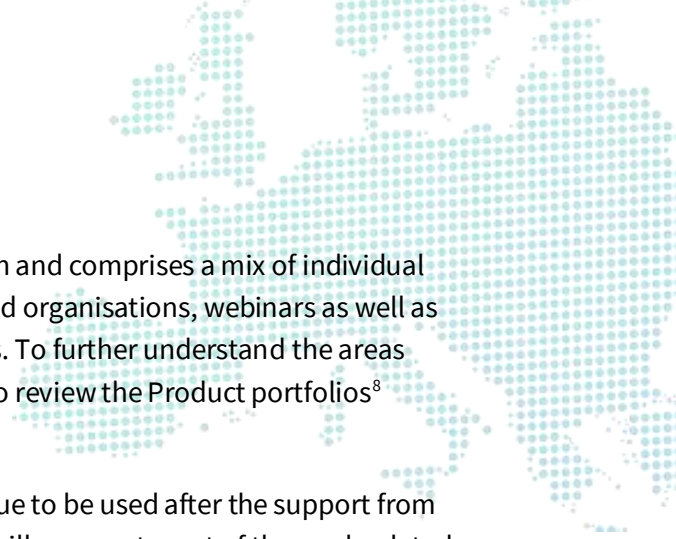 and comprises a mix of individual
organisations, webinars as well as
. To further understand the areas
review the Product portfolios⁸
to be used after the support from